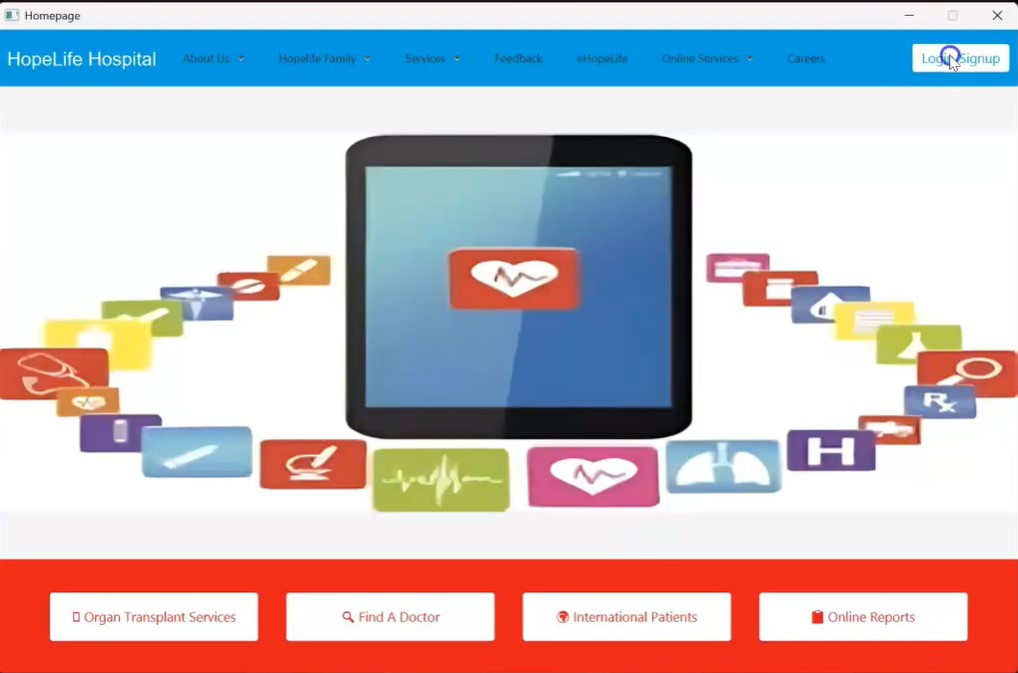 Homepage
HopeLife Hospital
About Us
Hopelife Family
Services
Feedback
eHopeLife
Online Services
Careers
Signup
Rx
H
Organ Transplant Services
Find A Doctor
International Patients
Online Reports